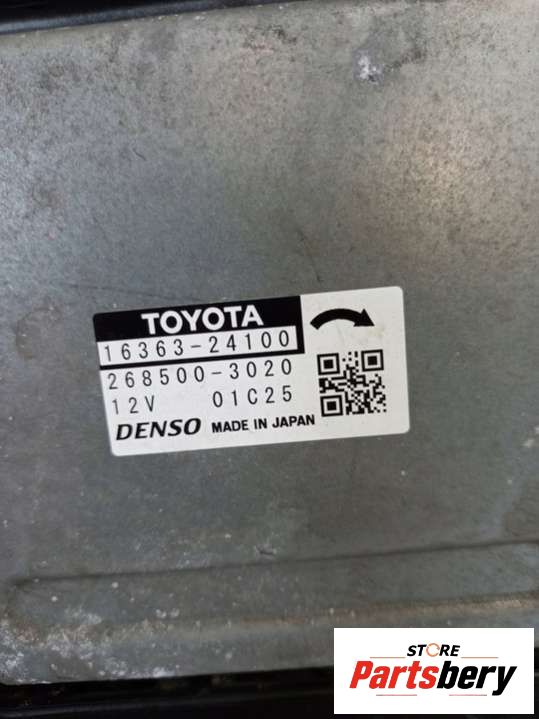 TOYOTA
16363-24100
268500-3020
12V 01C25
DENSO MADE IN JAPAN
STORE
Partsbery